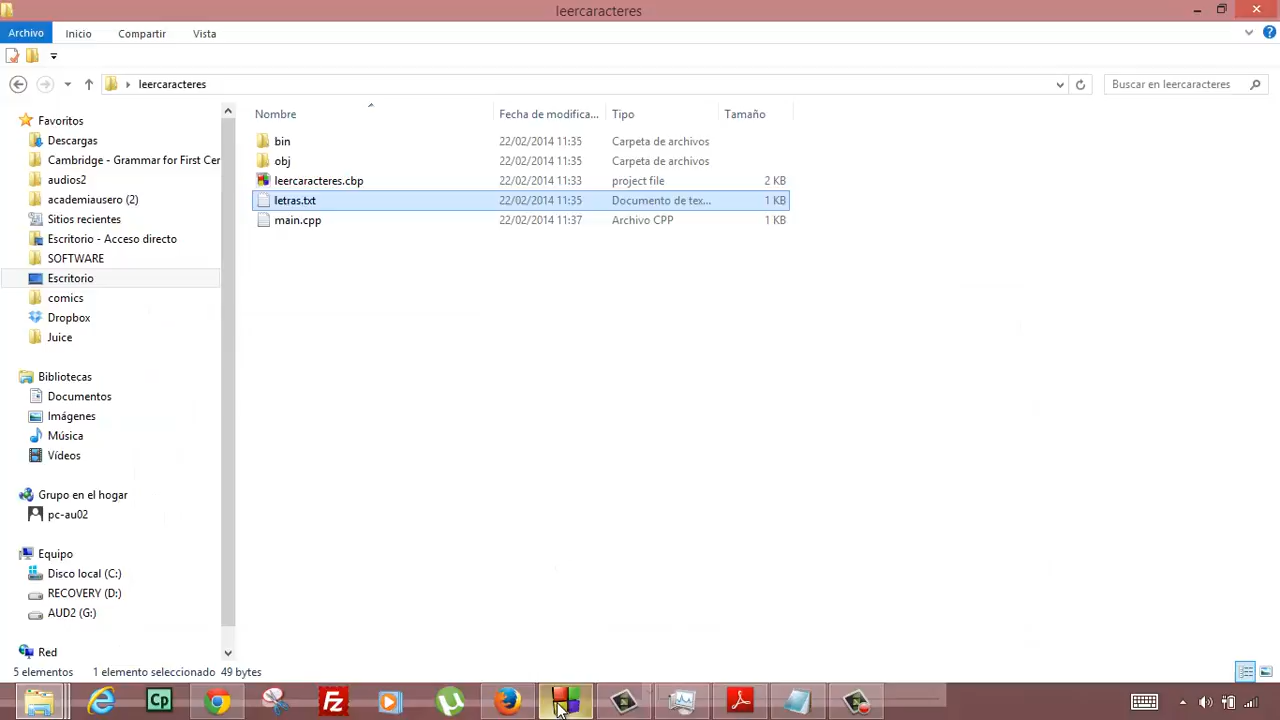 leercaracteres
Archivo Inicio Compartir Vista
leercaracteres Buscar en leercaracteres
Nombre Fecha de modifica... Tipo Tamaño
Favoritos
Descargas
Cambridge - Grammar for First Cer
audios2
academiausero (2)
Sitios recientes
Escritorio - Acceso directo
SOFTWARE
Escritorio
comics
Dropbox
Juice
Bibliotecas
Documentos
Imágenes
Música
Vídeos
Grupo en el hogar
pc-au02
Equipo
Disco local (C:)
RECOVERY (D:)
AUD2 (G:)
Red
bin 22/02/2014 11:35 Carpeta de archivos
obj 22/02/2014 11:35 Carpeta de archivos
leercaracteres.cbp 22/02/2014 11:33 project file 2 KB
letras.txt 22/02/2014 11:35 Documento de tex... 1 KB
main.cpp 22/02/2014 11:37 Archivo CPP 1 KB
5 elementos 1 elemento seleccionado 49 bytes
Cp Fz